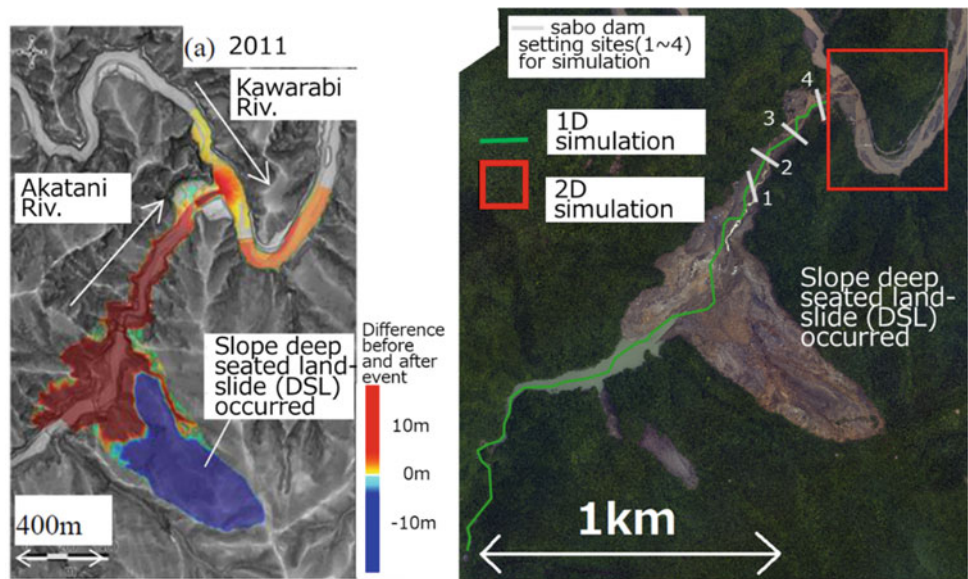 (a) 2011
Kawarabi
Riv.
Akatani
Riv.
Slope deep
seated land-
slide (DSL)
occurred
400m
Difference
before
and after
event
10m
0m
-10m
sabo dam
setting sites(1~4)
for simulation
1D
simulation
2D
simulation
4
3
2
1
Slope deep
seated land-
slide (DSL)
occurred
1km